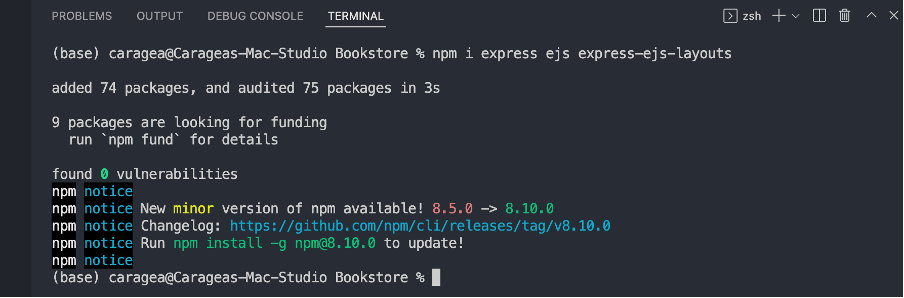 PROBLEMS OUTPUT DEBUG CONSOLE TERMINAL zsh
(base) caragea@Carageas-Mac-Studio Bookstore % npm i express ejs express-ejs-layouts
added 74 packages, and audited 75 packages in 3s
9 packages are looking for funding
run `npm fund` for details
found 0 vulnerabilities
npm notice
npm notice New minor version of npm available! 8.5.0 -> 8.10.0
npm notice Changelog: https://github.com/npm/cli/releases/tag/v8.10.0
npm notice Run npm install -g npm@8.10.0 to update!
npm notice
(base) caragea@Carageas-Mac-Studio Bookstore %